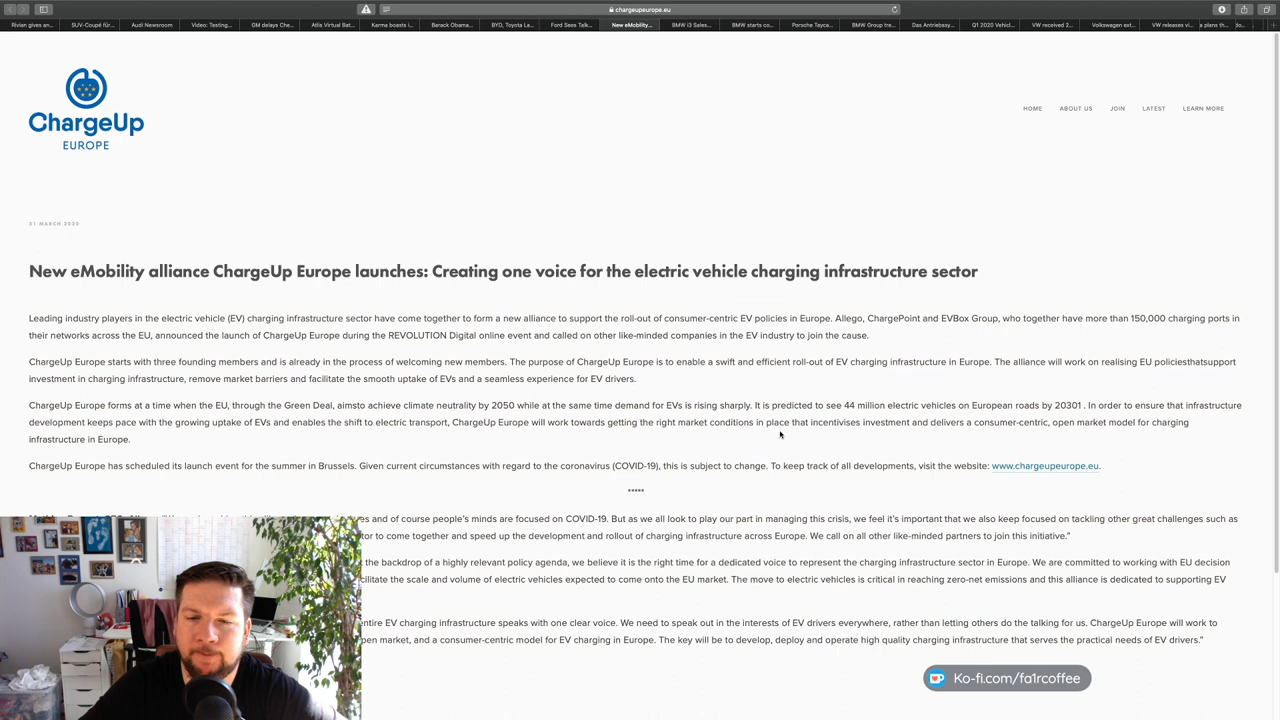 chargeupeurope.eu
Rivian gives an... SUV-Coupé für... Audi Newsroom Video: Testing... GM delays Che... Atlis Virtual Bat... Karma boasts i... Barack Obama... BYD, Toyota La... Ford Sees Talk... New eMobility... BMW i3 Sales... BMW starts co... Porsche Tayca... BMW Group tre... Das Antriebssy... Q1 2020 Vehicl... VW received 2... Volkswagen ext... VW releases vi... a plans th... do...
ChargeUp
EUROPE
HOME ABOUT US JOIN LATEST LEARN MORE
31 MARCH 2020
New eMobility alliance ChargeUp Europe launches: Creating one voice for the electric vehicle charging infrastructure sector
Leading industry players in the electric vehicle (EV) charging infrastructure sector have come together to form a new alliance to support the roll-out of consumer-centric EV policies in Europe. Allego, ChargePoint and EVBox Group, who together have more than 150,000 charging ports in
their networks across the EU, announced the launch of ChargeUp Europe during the REVOLUTION Digital online event and called on other like-minded companies in the EV industry to join the cause.
ChargeUp Europe starts with three founding members and is already in the process of welcoming new members. The purpose of ChargeUp Europe is to enable a swift and efficient roll-out of EV charging infrastructure in Europe. The alliance will work on realising EU policiesthatsupport
investment in charging infrastructure, remove market barriers and facilitate the smooth uptake of EVs and a seamless experience for EV drivers.
ChargeUp Europe forms at a time when the EU, through the Green Deal, aimsto achieve climate neutrality by 2050 while at the same time demand for EVs is rising sharply. It is predicted to see 44 million electric vehicles on European roads by 20301 . In order to ensure that infrastructure
development keeps pace with the growing uptake of EVs and enables the shift to electric transport, ChargeUp Europe will work towards getting the right market conditions in place that incentivises investment and delivers a consumer-centric, open market model for charging
infrastructure in Europe.
ChargeUp Europe has scheduled its launch event for the summer in Brussels. Given current circumstances with regard to the coronavirus (COVID-19), this is subject to change. To keep track of all developments, visit the website: www.chargeupeurope.eu.
*****
es and of course people's minds are focused on COVID-19. But as we all look to play our part in managing this crisis, we feel it's important that we also keep focused on tackling other great challenges such as
tor to come together and speed up the development and rollout of charging infrastructure across Europe. We call on all other like-minded partners to join this initiative."
the backdrop of a highly relevant policy agenda, we believe it is the right time for a dedicated voice to represent the charging infrastructure sector in Europe. We are committed to working with EU decision
cilitate the scale and volume of electric vehicles expected to come onto the EU market. The move to electric vehicles is critical in reaching zero-net emissions and this alliance is dedicated to supporting EV
entire EV charging infrastructure speaks with one clear voice. We need to speak out in the interests of EV drivers everywhere, rather than letting others do the talking for us. ChargeUp Europe will work to
pen market, and a consumer-centric model for EV charging in Europe. The key will be to develop, deploy and operate high quality charging infrastructure that serves the practical needs of EV drivers."
Ko-fi.com/fa1rcoffee